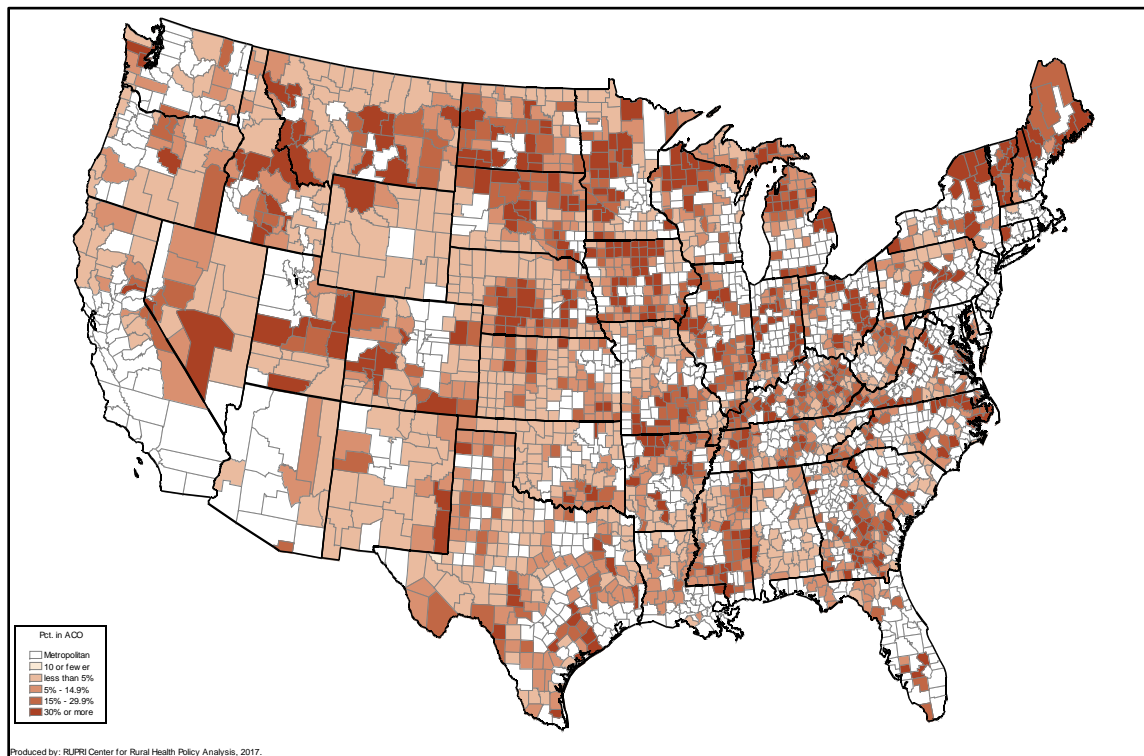 Pct. in ACO
Metropolitan
10 or fewer
less than 5%
5% - 14.9%
15% - 29.9%
30% or more
Produced by: RUPRI Center for Rural Health Policy Analysis, 2017.